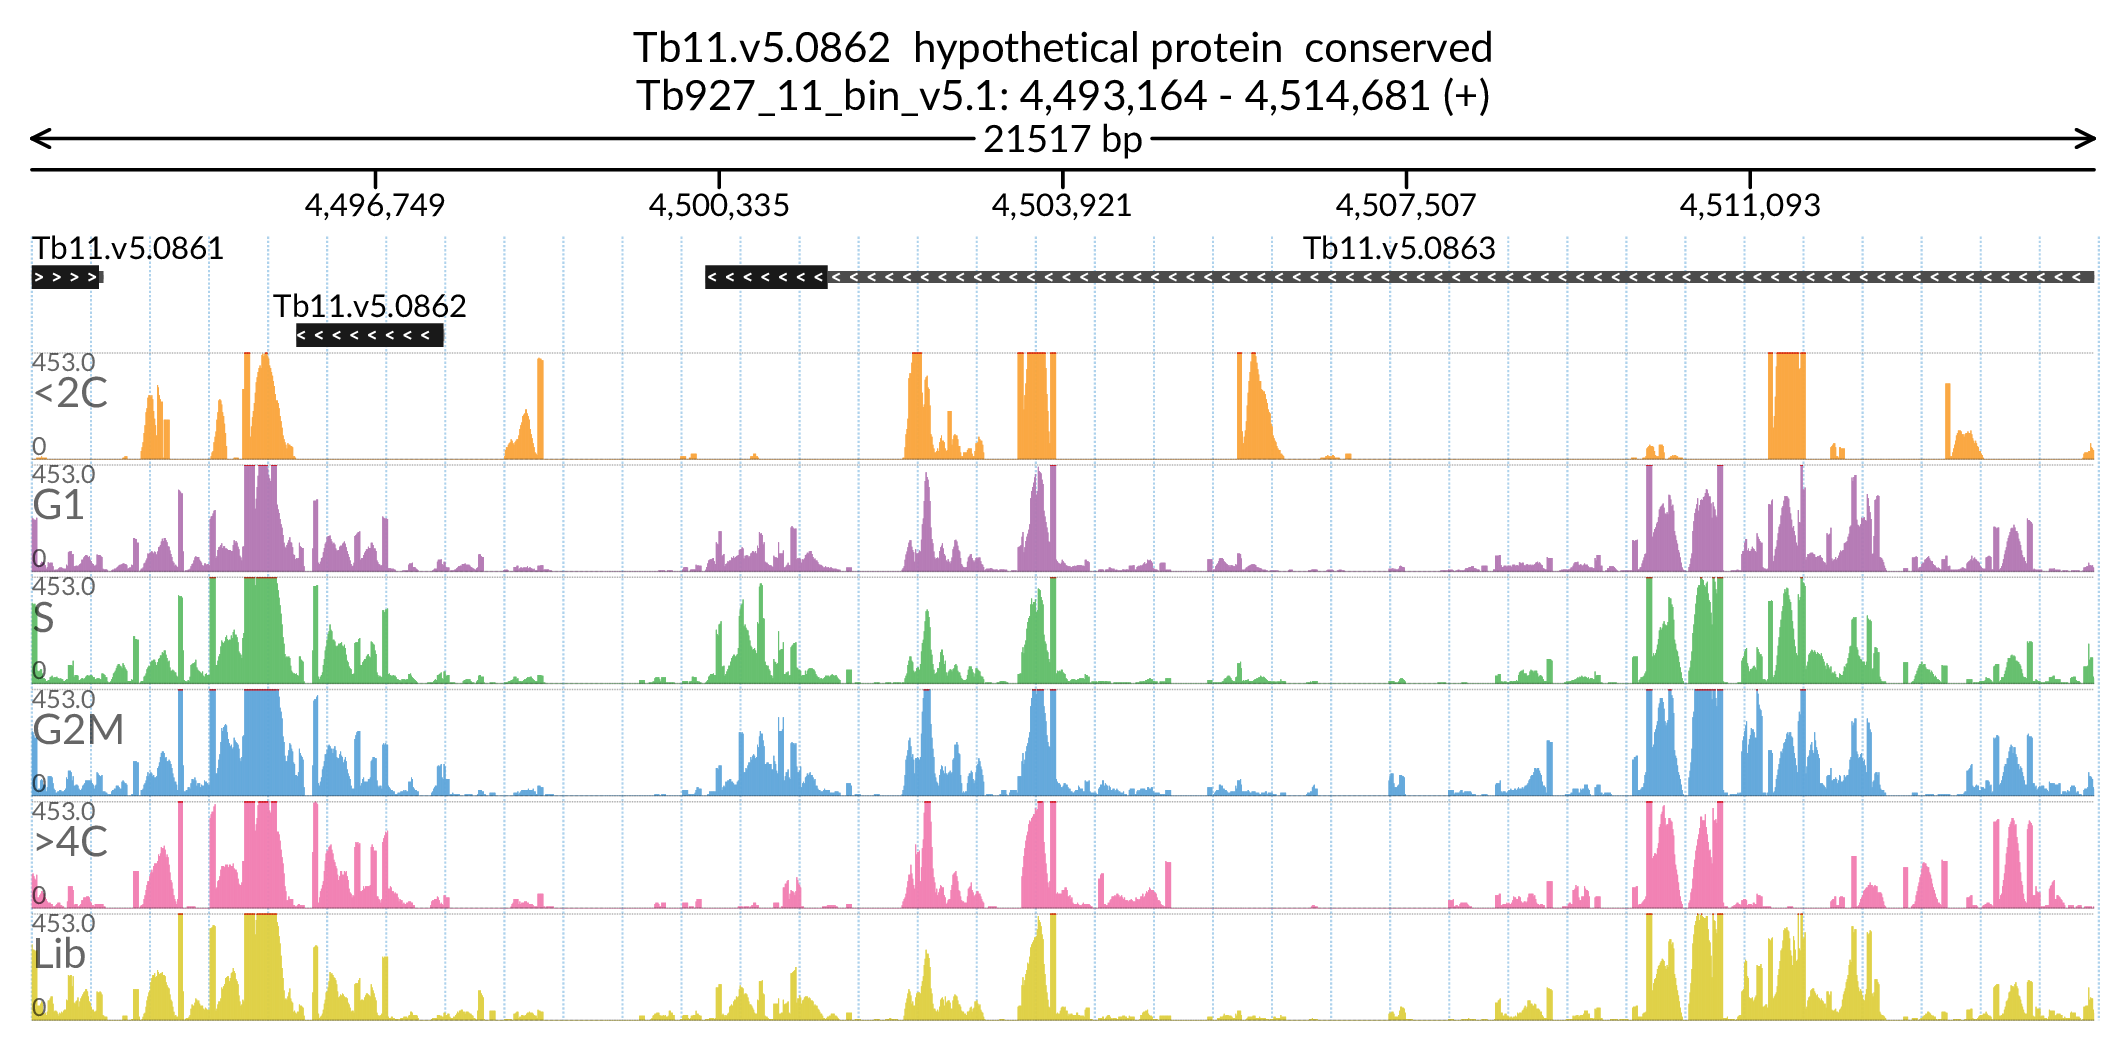 Tb11.v5.0862 hypothetical protein conserved
Tb927_11_bin_v5.1: 4,493,164 - 4,514,681 (+)
21517 bp
4,496,749 4,500,335 4,503,921 4,507,507 4,511,093
Tb11.v5.0861 Tb11.v5.0863
Tb11.v5.0862
453.0
<2C
0
453.0
G1
0
453.0
S
0
453.0
G2M
0
453.0
>4C
0
453.0
Lib
0